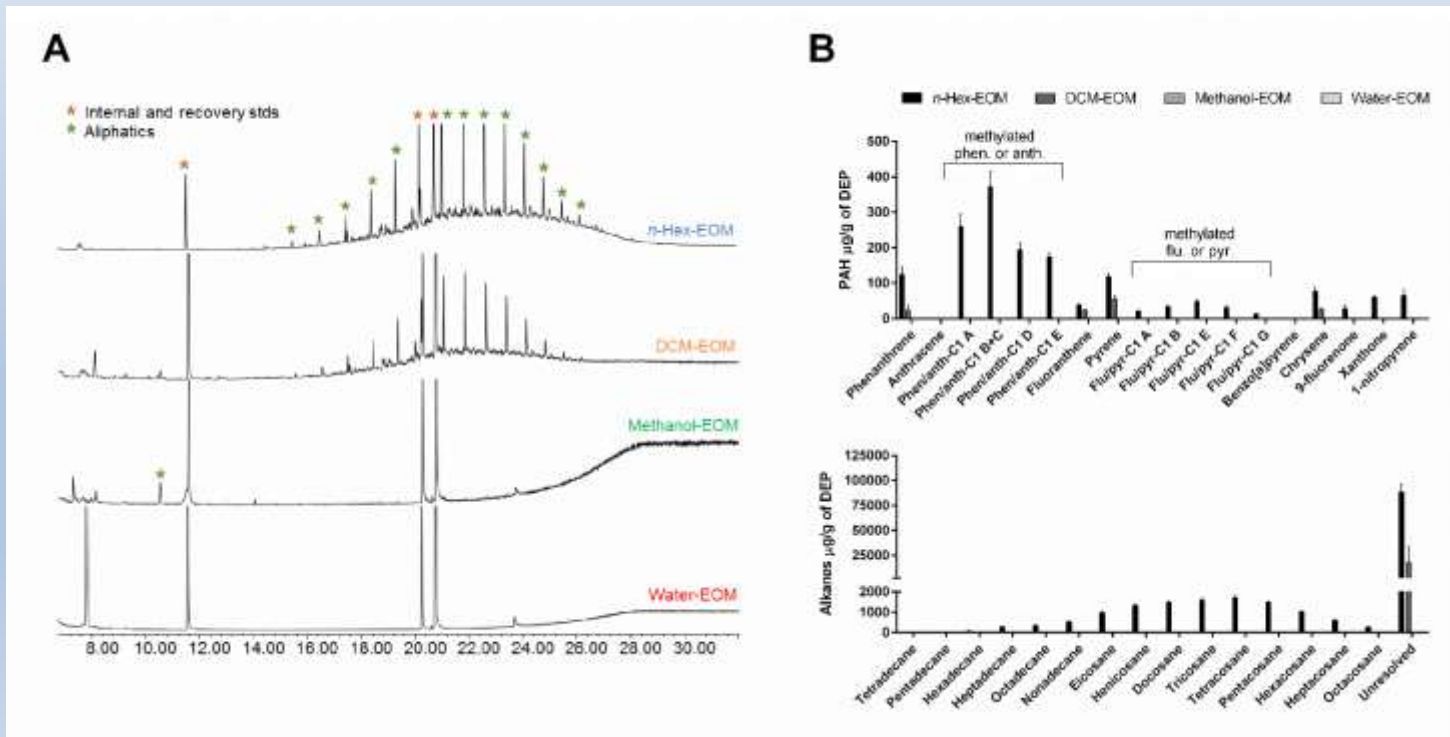 A
Internal and recovery stds
Aliphatics
n-Hex-EOM
DCM-EOM
Methanol-EOM
Water-EOM
8.00 10.00 12.00 14.00 16.00 18.00 20.00 22.00 24.00 26.00 28.00 30.00
B
n-Hex-EOM DCM-EOM Methanol-EOM Water-EOM
PAH µg/g of DEP
500
400
300
200
100
0
methylated
phen. or anth.
methylated
flu. or pyr.
Phenanthrene
Anthracene
Phen/anth-C1 A
Phen/anth-C1 B+C
Phen/anth-C1 D
Phen/anth-C1 E
Fluoranthene
Pyrene
Flu/pyr-C1 A
Flu/pyr-C1 B
Flu/pyr-C1 E
Flu/pyr-C1 F
Flu/pyr-C1 G
Benzo[a]pyrene
Chrysene
9-fluorenone
Xanthone
1-nitropyrene
Alkanes µg/g of DEP
125000
100000
75000
50000
25000
2000
1000
0
Tetradecane
Pentadecane
Hexadecane
Heptadecane
Octadecane
Nonadecane
Eicosane
Henicosane
Docosane
Tricosane
Tetracosane
Pentacosane
Hexacosane
Heptacosane
Octacosane
Unresolved